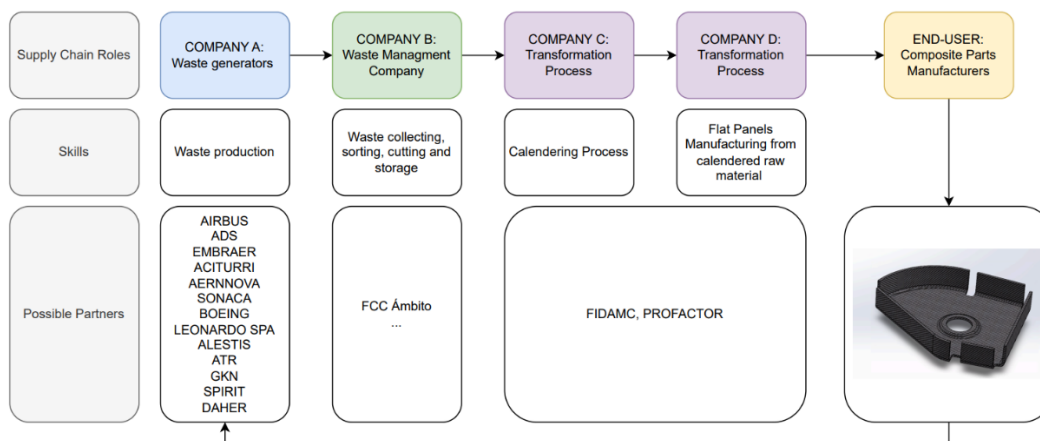 Supply Chain Roles
COMPANY A:
Waste generators
COMPANY B:
Waste Managment
Company
COMPANY C:
Transformation
Process
COMPANY D:
Transformation
Process
END-USER:
Composite Parts
Manufacturers
Skills
Waste production
Waste collecting,
sorting, cutting and
storage
Calendering Process
Flat Panels
Manufacturing from
calendered raw
material
Possible Partners
AIRBUS
ADS
EMBRAER
ACITURRI
AERNNOVA
SONACA
BOEING
LEONARDO SPA
ALESTIS
ATR
GKN
SPIRIT
DAHER
FCC Ámbito
...
FIDAMC, PROFACTOR